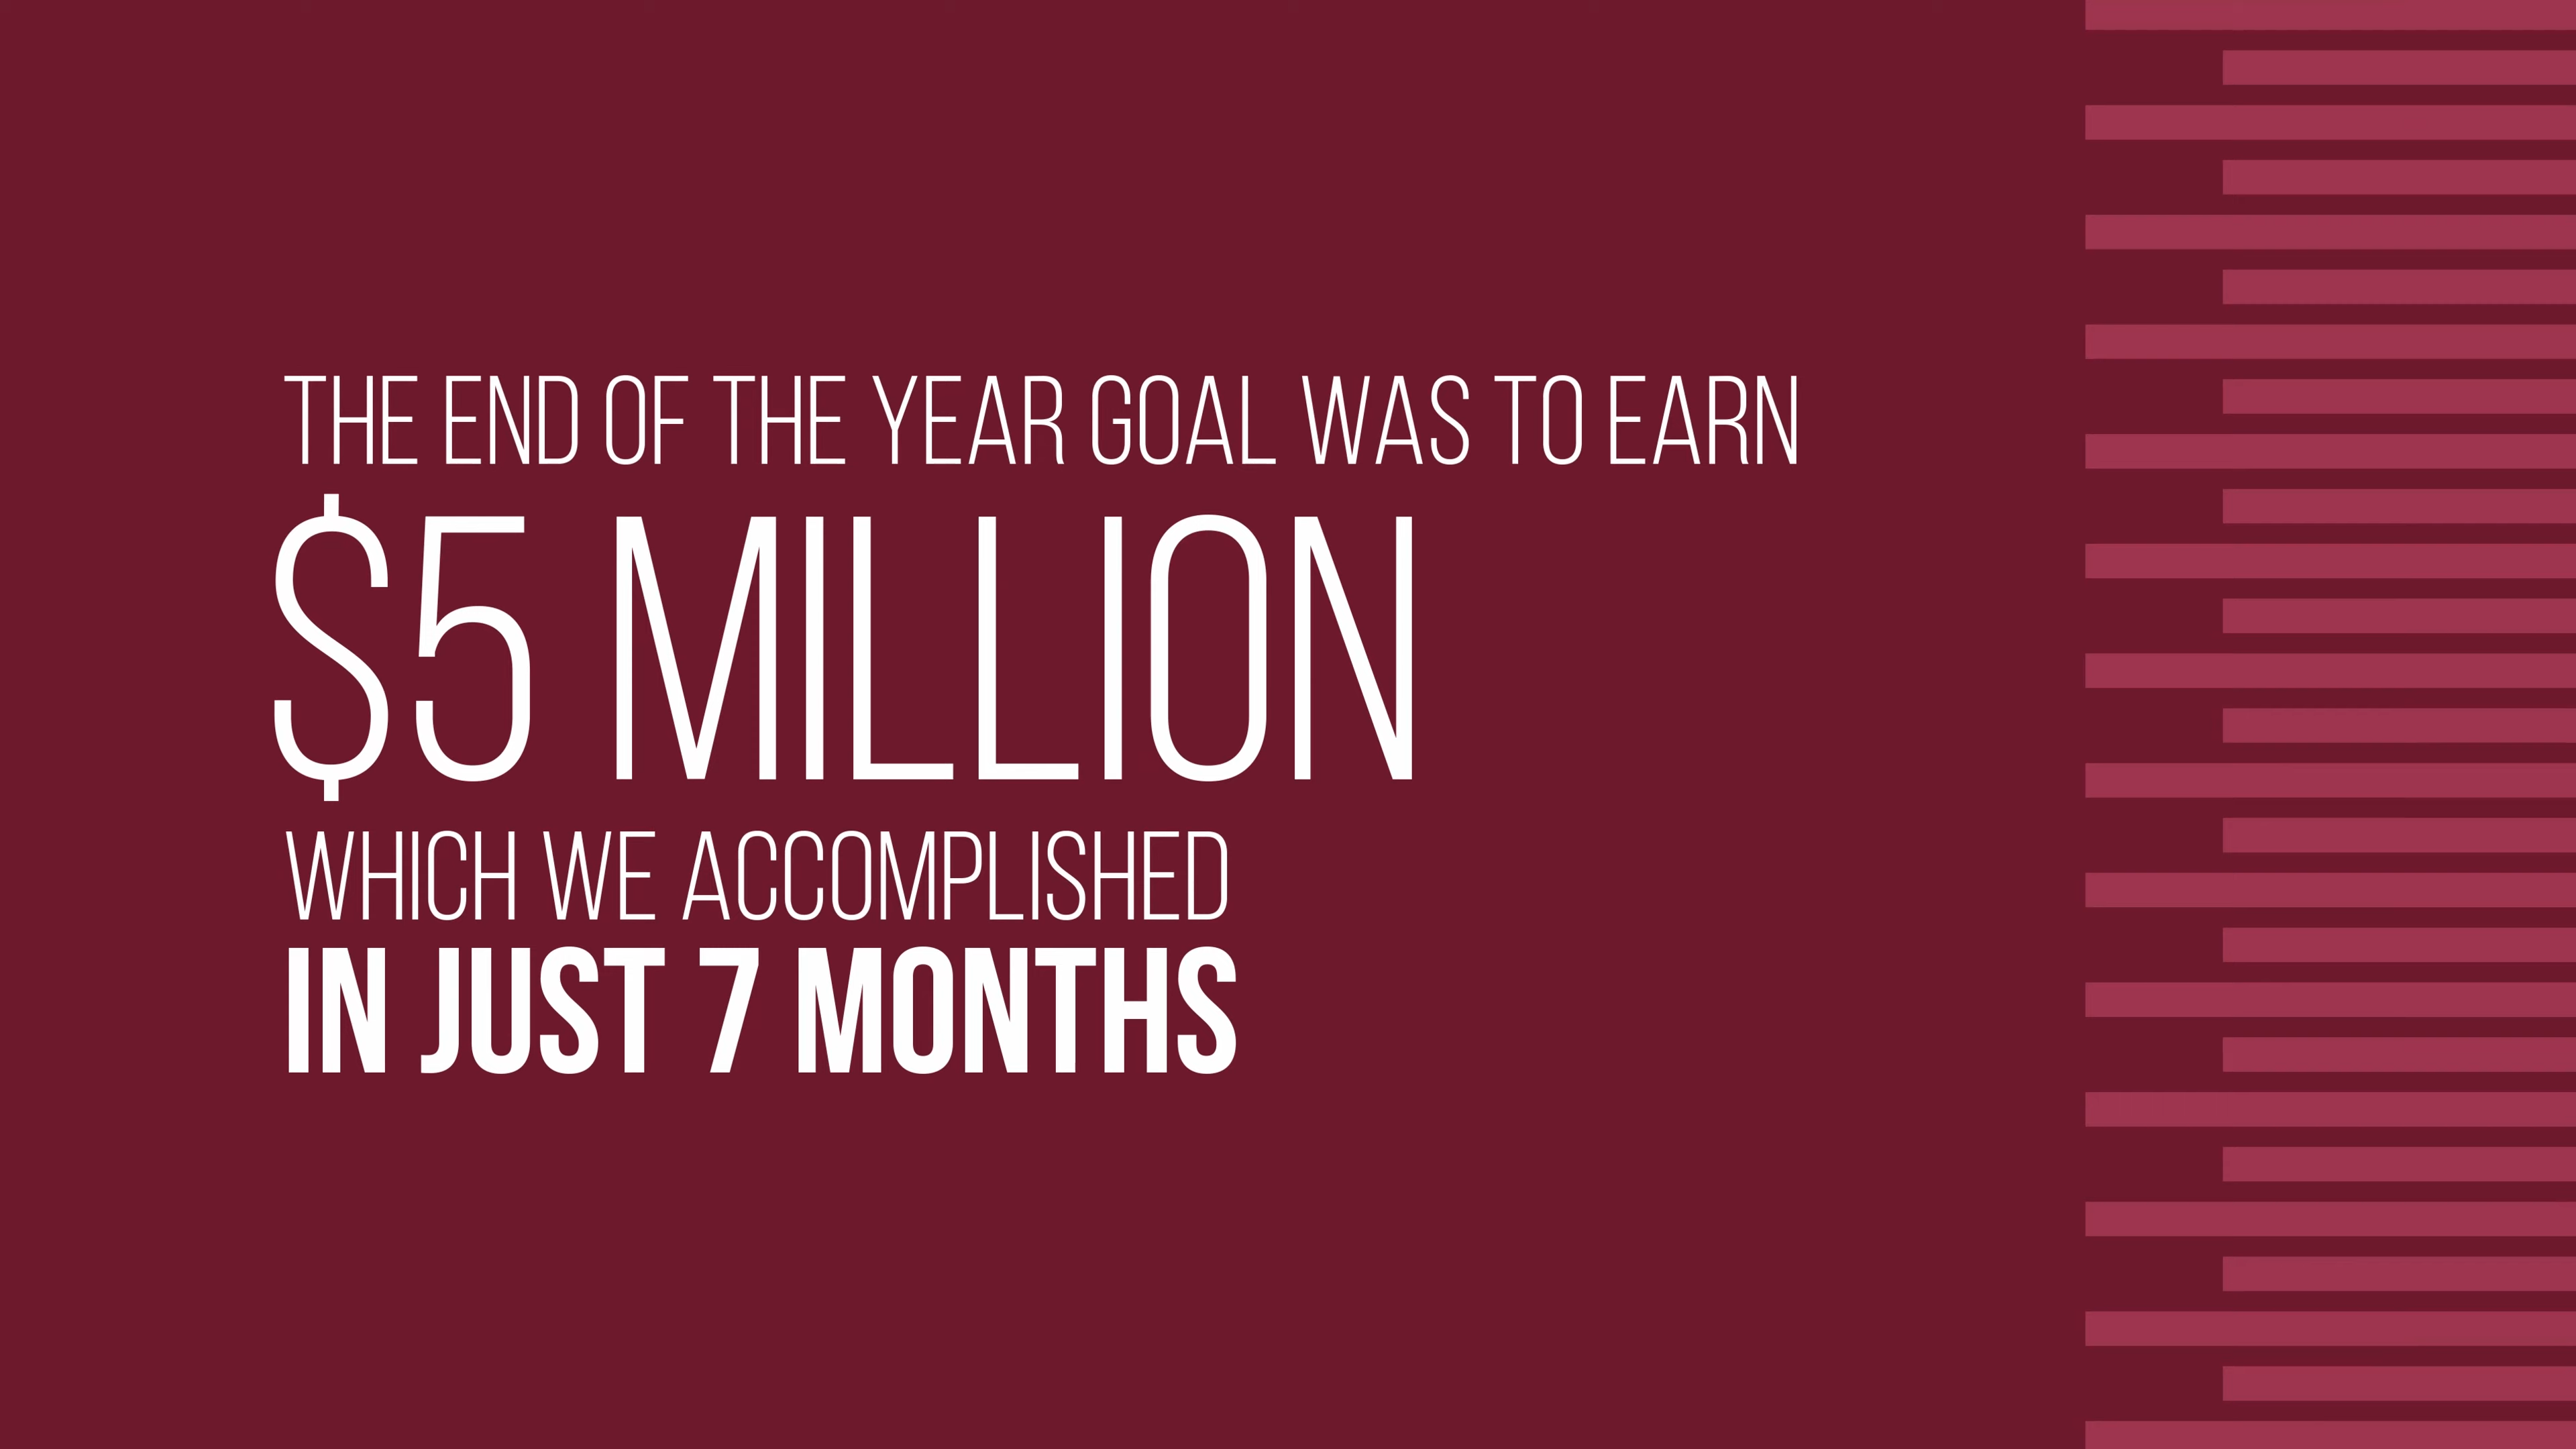 THE END OF THE YEAR GOAL WAS TO EARN
$5 MILLION
WHICH WE ACCOMPLISHED
IN JUST 7 MONTHS